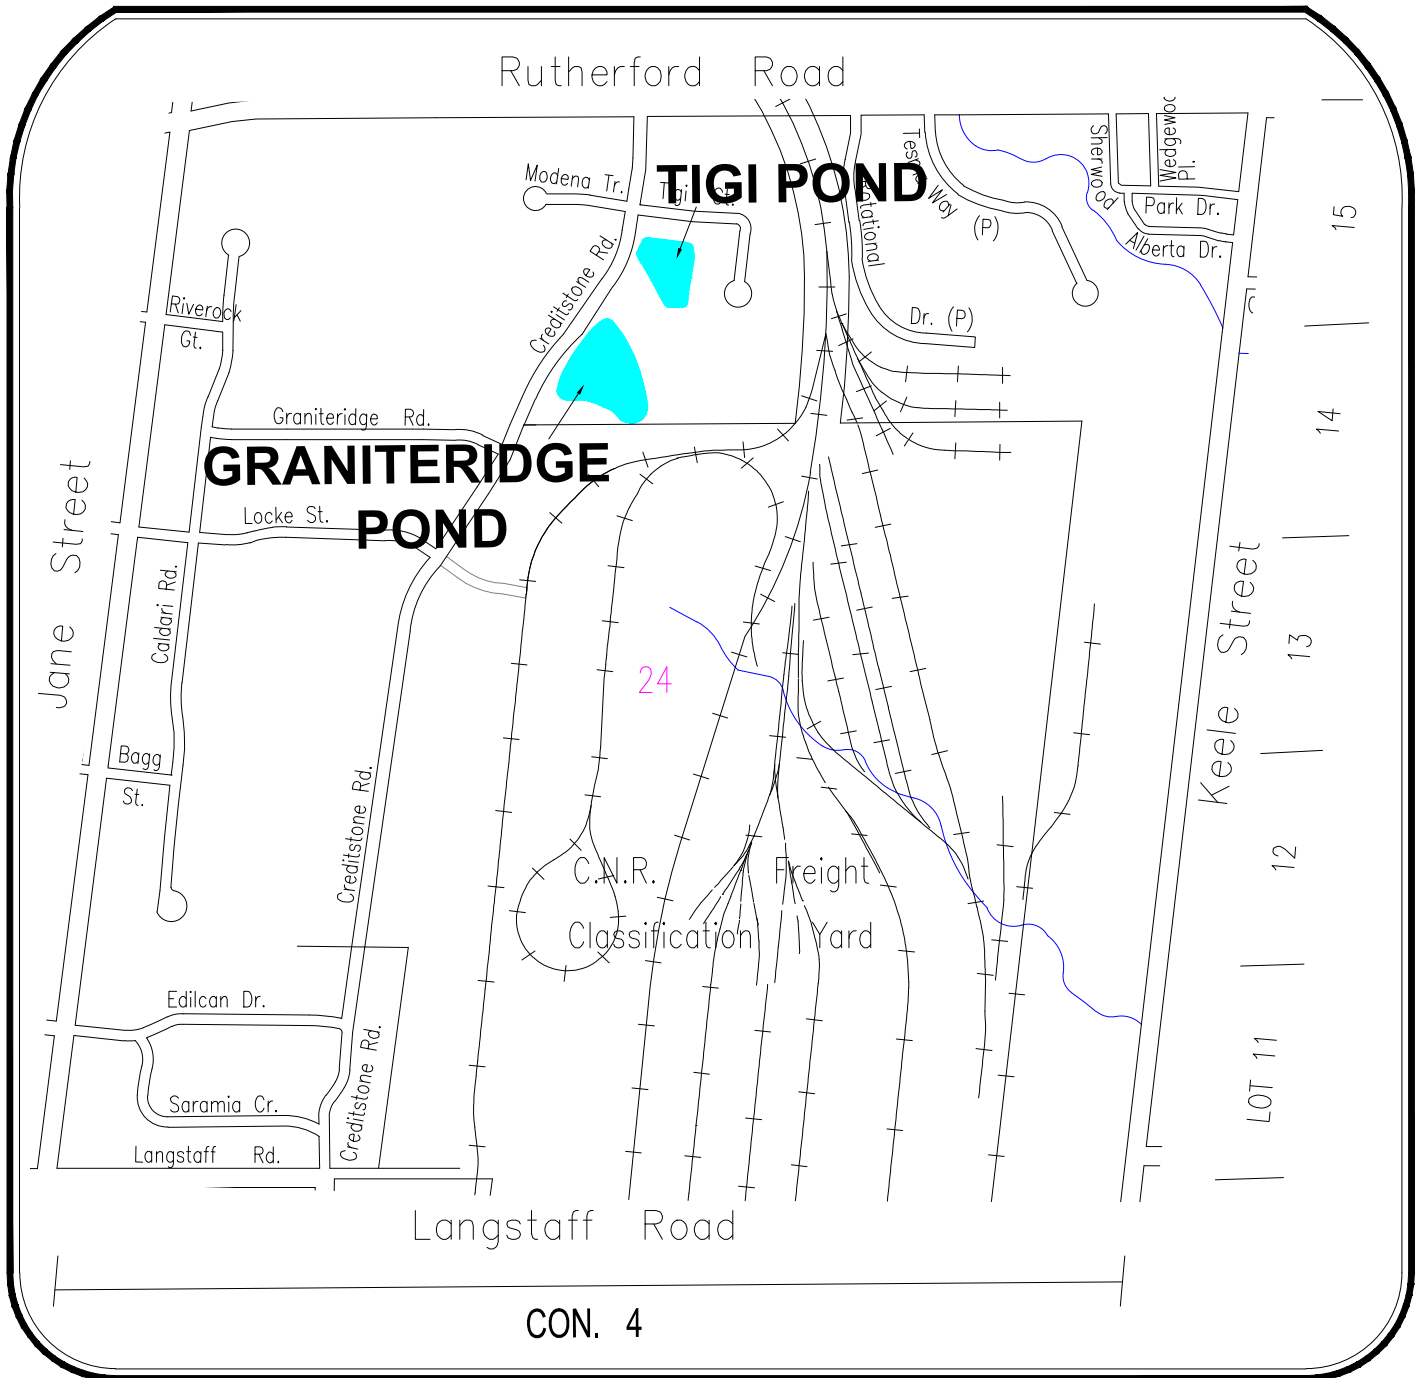 Rutherford Road
Wedgewood
Pl.
Sherwood
Tesma Way (P)
Modena Tr.
Tigi St.
TIGI POND
Park Dr.
Alberta Dr.
15
Creditstone Rd.
Riverock
Gt.
Dr. (P)
14
Graniteridge Rd.
GRANITERIDGE
POND
Locke St.
Jane Street
Caldari Rd.
Keele Street
13
24
Bagg
St.
Creditstone Rd.
12
C.N.R. Freight
Classification Yard
Edilcan Dr.
Creditstone Rd.
LOT 11
Saramia Cr.
Langstaff Rd.
Langstaff Road
CON. 4